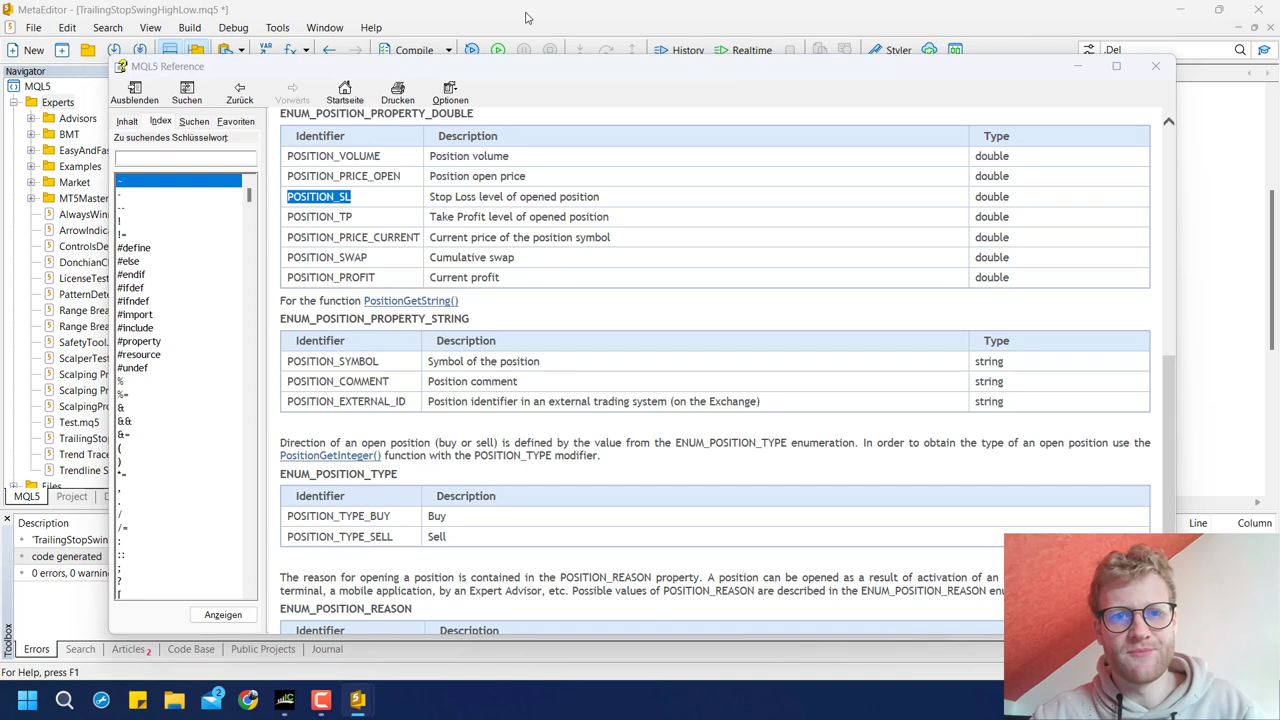 MetaEditor - [TrailingStopSwingHighLow.mq5 *]
File Edit Search View Build Debug Tools Window Help
New Compile History Realtime Styler .Del
Navigator
MQL5
Experts
Advisors
BMT
EasyAndFas
Examples
Market
MT5Master
AlwaysWin
ArrowIndica
ControlsDe
DonchianCl
LicenseTest
PatternDete
Range Brea
Range Brea
SafetyTool.
ScalperTest
Scalping Pr
Scalping Pr
ScalpingPro
Test.mq5
TrailingStop
Trend Trace
Trendline S
Files
MQL5 Project D
MQL5 Reference
Ausblenden Suchen Zurück Vorwärts Startseite Drucken Optionen
Inhalt Index Suchen Favoriten
Zu suchendes Schlüsselwort:
~
-
--
!
!=
#define
#else
#endif
#ifdef
#ifndef
#import
#include
#property
#resource
#undef
%
%=
&
&&
&=
(
)
*=
,
.
/
/=
:
::
;
?
[
Anzeigen
ENUM_POSITION_PROPERTY_DOUBLE
Identifier Description Type
POSITION_VOLUME Position volume double
POSITION_PRICE_OPEN Position open price double
POSITION_SL Stop Loss level of opened position double
POSITION_TP Take Profit level of opened position double
POSITION_PRICE_CURRENT Current price of the position symbol double
POSITION_SWAP Cumulative swap double
POSITION_PROFIT Current profit double
For the function PositionGetString()
ENUM_POSITION_PROPERTY_STRING
Identifier Description Type
POSITION_SYMBOL Symbol of the position string
POSITION_COMMENT Position comment string
POSITION_EXTERNAL_ID Position identifier in an external trading system (on the Exchange) string
Direction of an open position (buy or sell) is defined by the value from the ENUM_POSITION_TYPE enumeration. In order to obtain the type of an open position use the
PositionGetInteger() function with the POSITION_TYPE modifier.
ENUM_POSITION_TYPE
Identifier Description
POSITION_TYPE_BUY Buy
POSITION_TYPE_SELL Sell
The reason for opening a position is contained in the POSITION_REASON property. A position can be opened as a result of activation of an
terminal, a mobile application, by an Expert Advisor, etc. Possible values of POSITION_REASON are described in the ENUM_POSITION_REASON enu
ENUM_POSITION_REASON
Identifier Description
Description Line Column
'TrailingStopSwing
code generated
0 errors, 0 warning
Toolbox
Errors Search Articles 2 Code Base Public Projects Journal
For Help, press F1
2